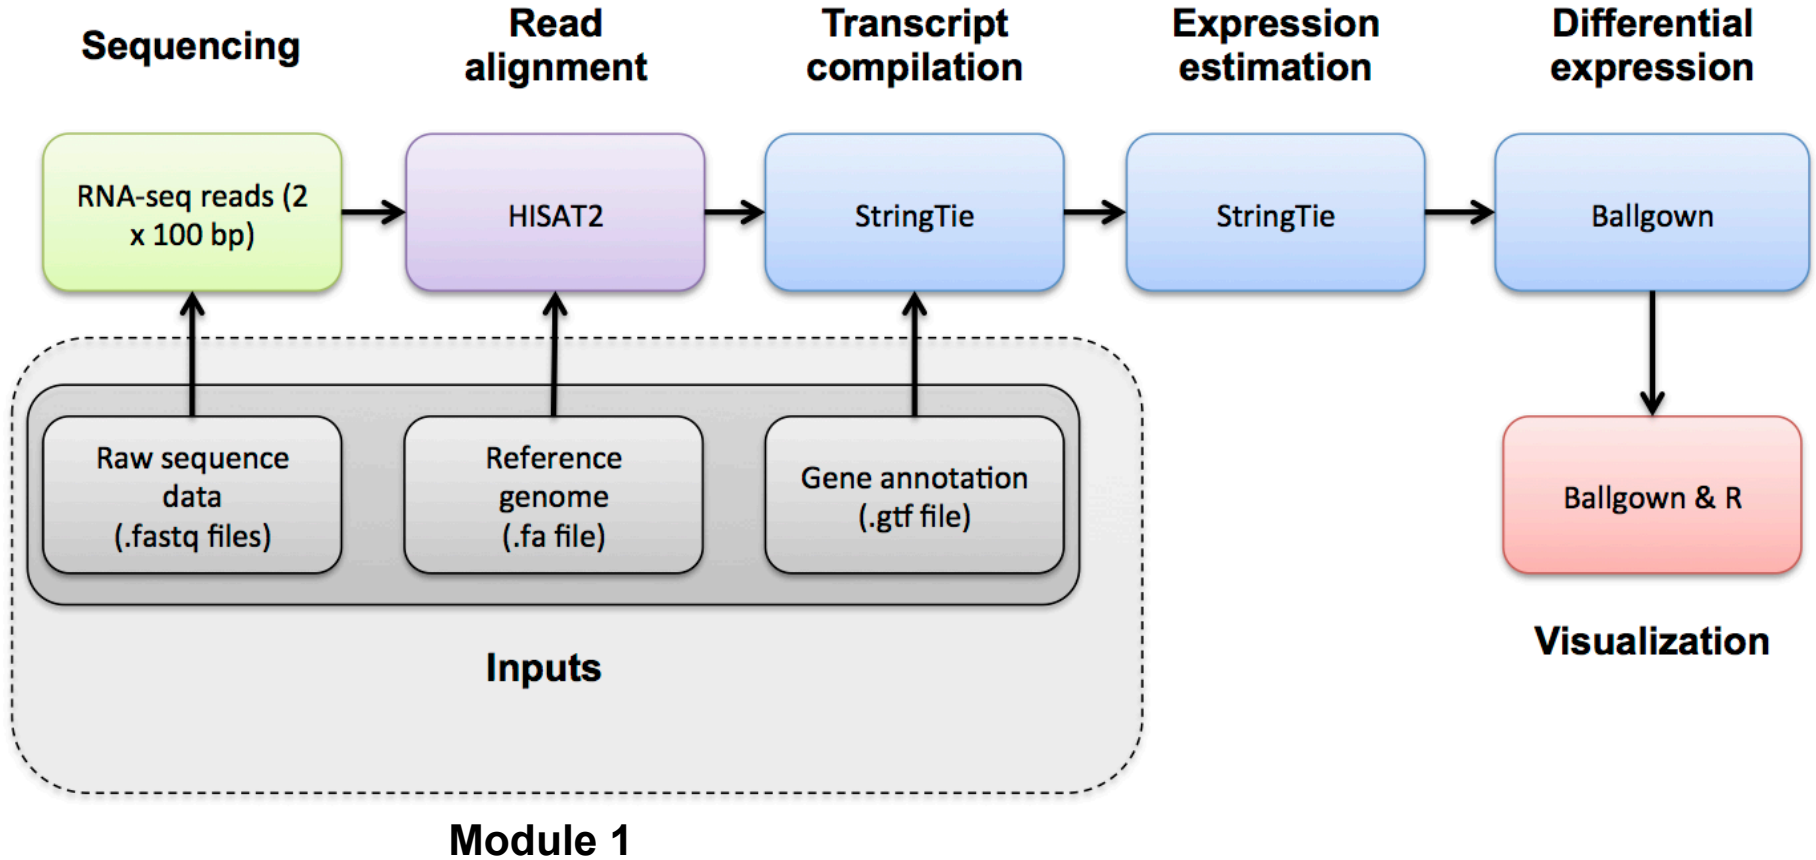 Sequencing
Read
alignment
Transcript
compilation
Expression
estimation
Differential
expression
RNA-seq reads (2
x 100 bp)
HISAT2
StringTie
StringTie
Ballgown
Raw sequence
data
(.fastq files)
Reference
genome
(.fa file)
Gene annotation
(.gtf file)
Ballgown & R
Inputs
Visualization
Module 1